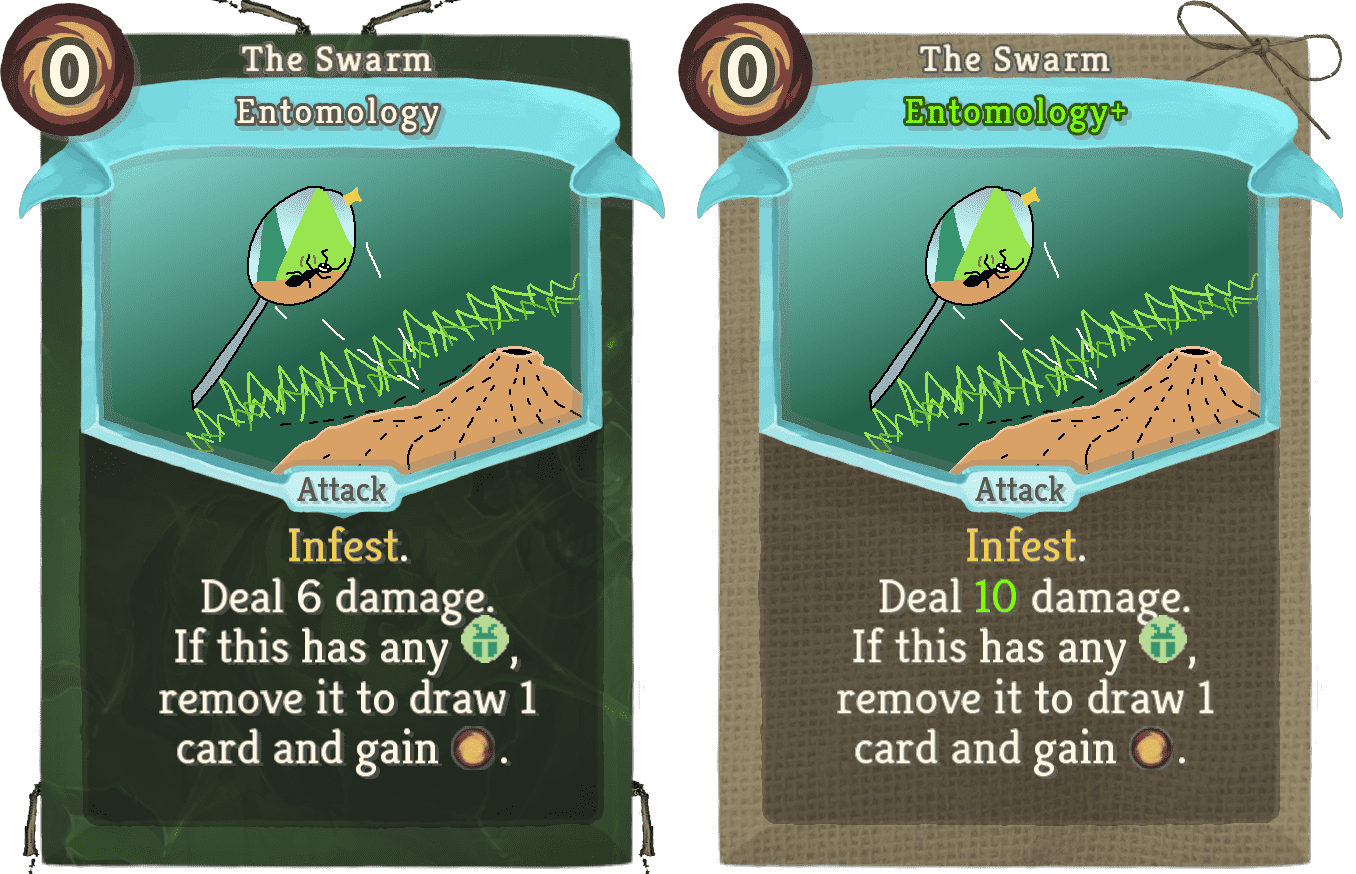 0
The Swarm
Entomology
Attack
Infest.
Deal 6 damage.
If this has any ,
remove it to draw 1
card and gain .
0
The Swarm
Entomology+
Attack
Infest.
Deal 10 damage.
If this has any ,
remove it to draw 1
card and gain .